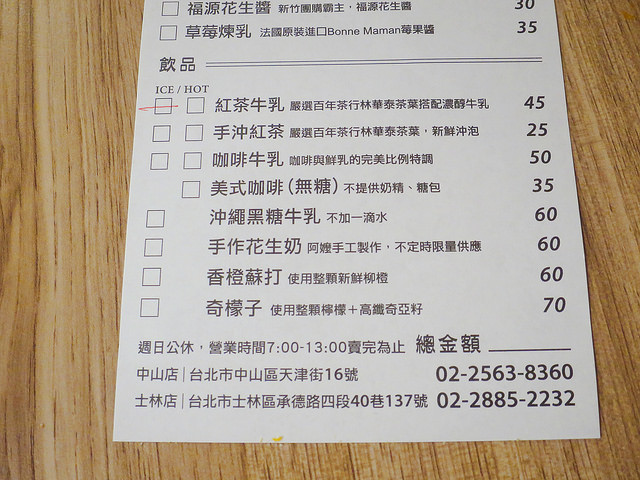 福源花生醬 新竹團購霸主，福源花生醬 30
草莓煉乳 法國原裝進口Bonne Maman莓果醬 35
飲品
ICE / HOT
紅茶牛乳 嚴選百年茶行林華泰茶葉搭配濃醇牛乳 45
手沖紅茶 嚴選百年茶行林華泰茶葉，新鮮沖泡 25
咖啡牛乳 咖啡與鮮乳的完美比例特調 50
美式咖啡(無糖) 不提供奶精、糖包 35
沖繩黑糖牛乳 不加一滴水 60
手作花生奶 阿嬤手工製作，不定時限量供應 60
香橙蘇打 使用整顆新鮮柳橙 60
奇檬子 使用整顆檸檬＋高纖奇亞籽 70
週日公休，營業時間7:00-13:00賣完為止 總金額
中山店｜台北市中山區天津街16號 02-2563-8360
士林店｜台北市士林區承德路四段40巷137號 02-2885-2232